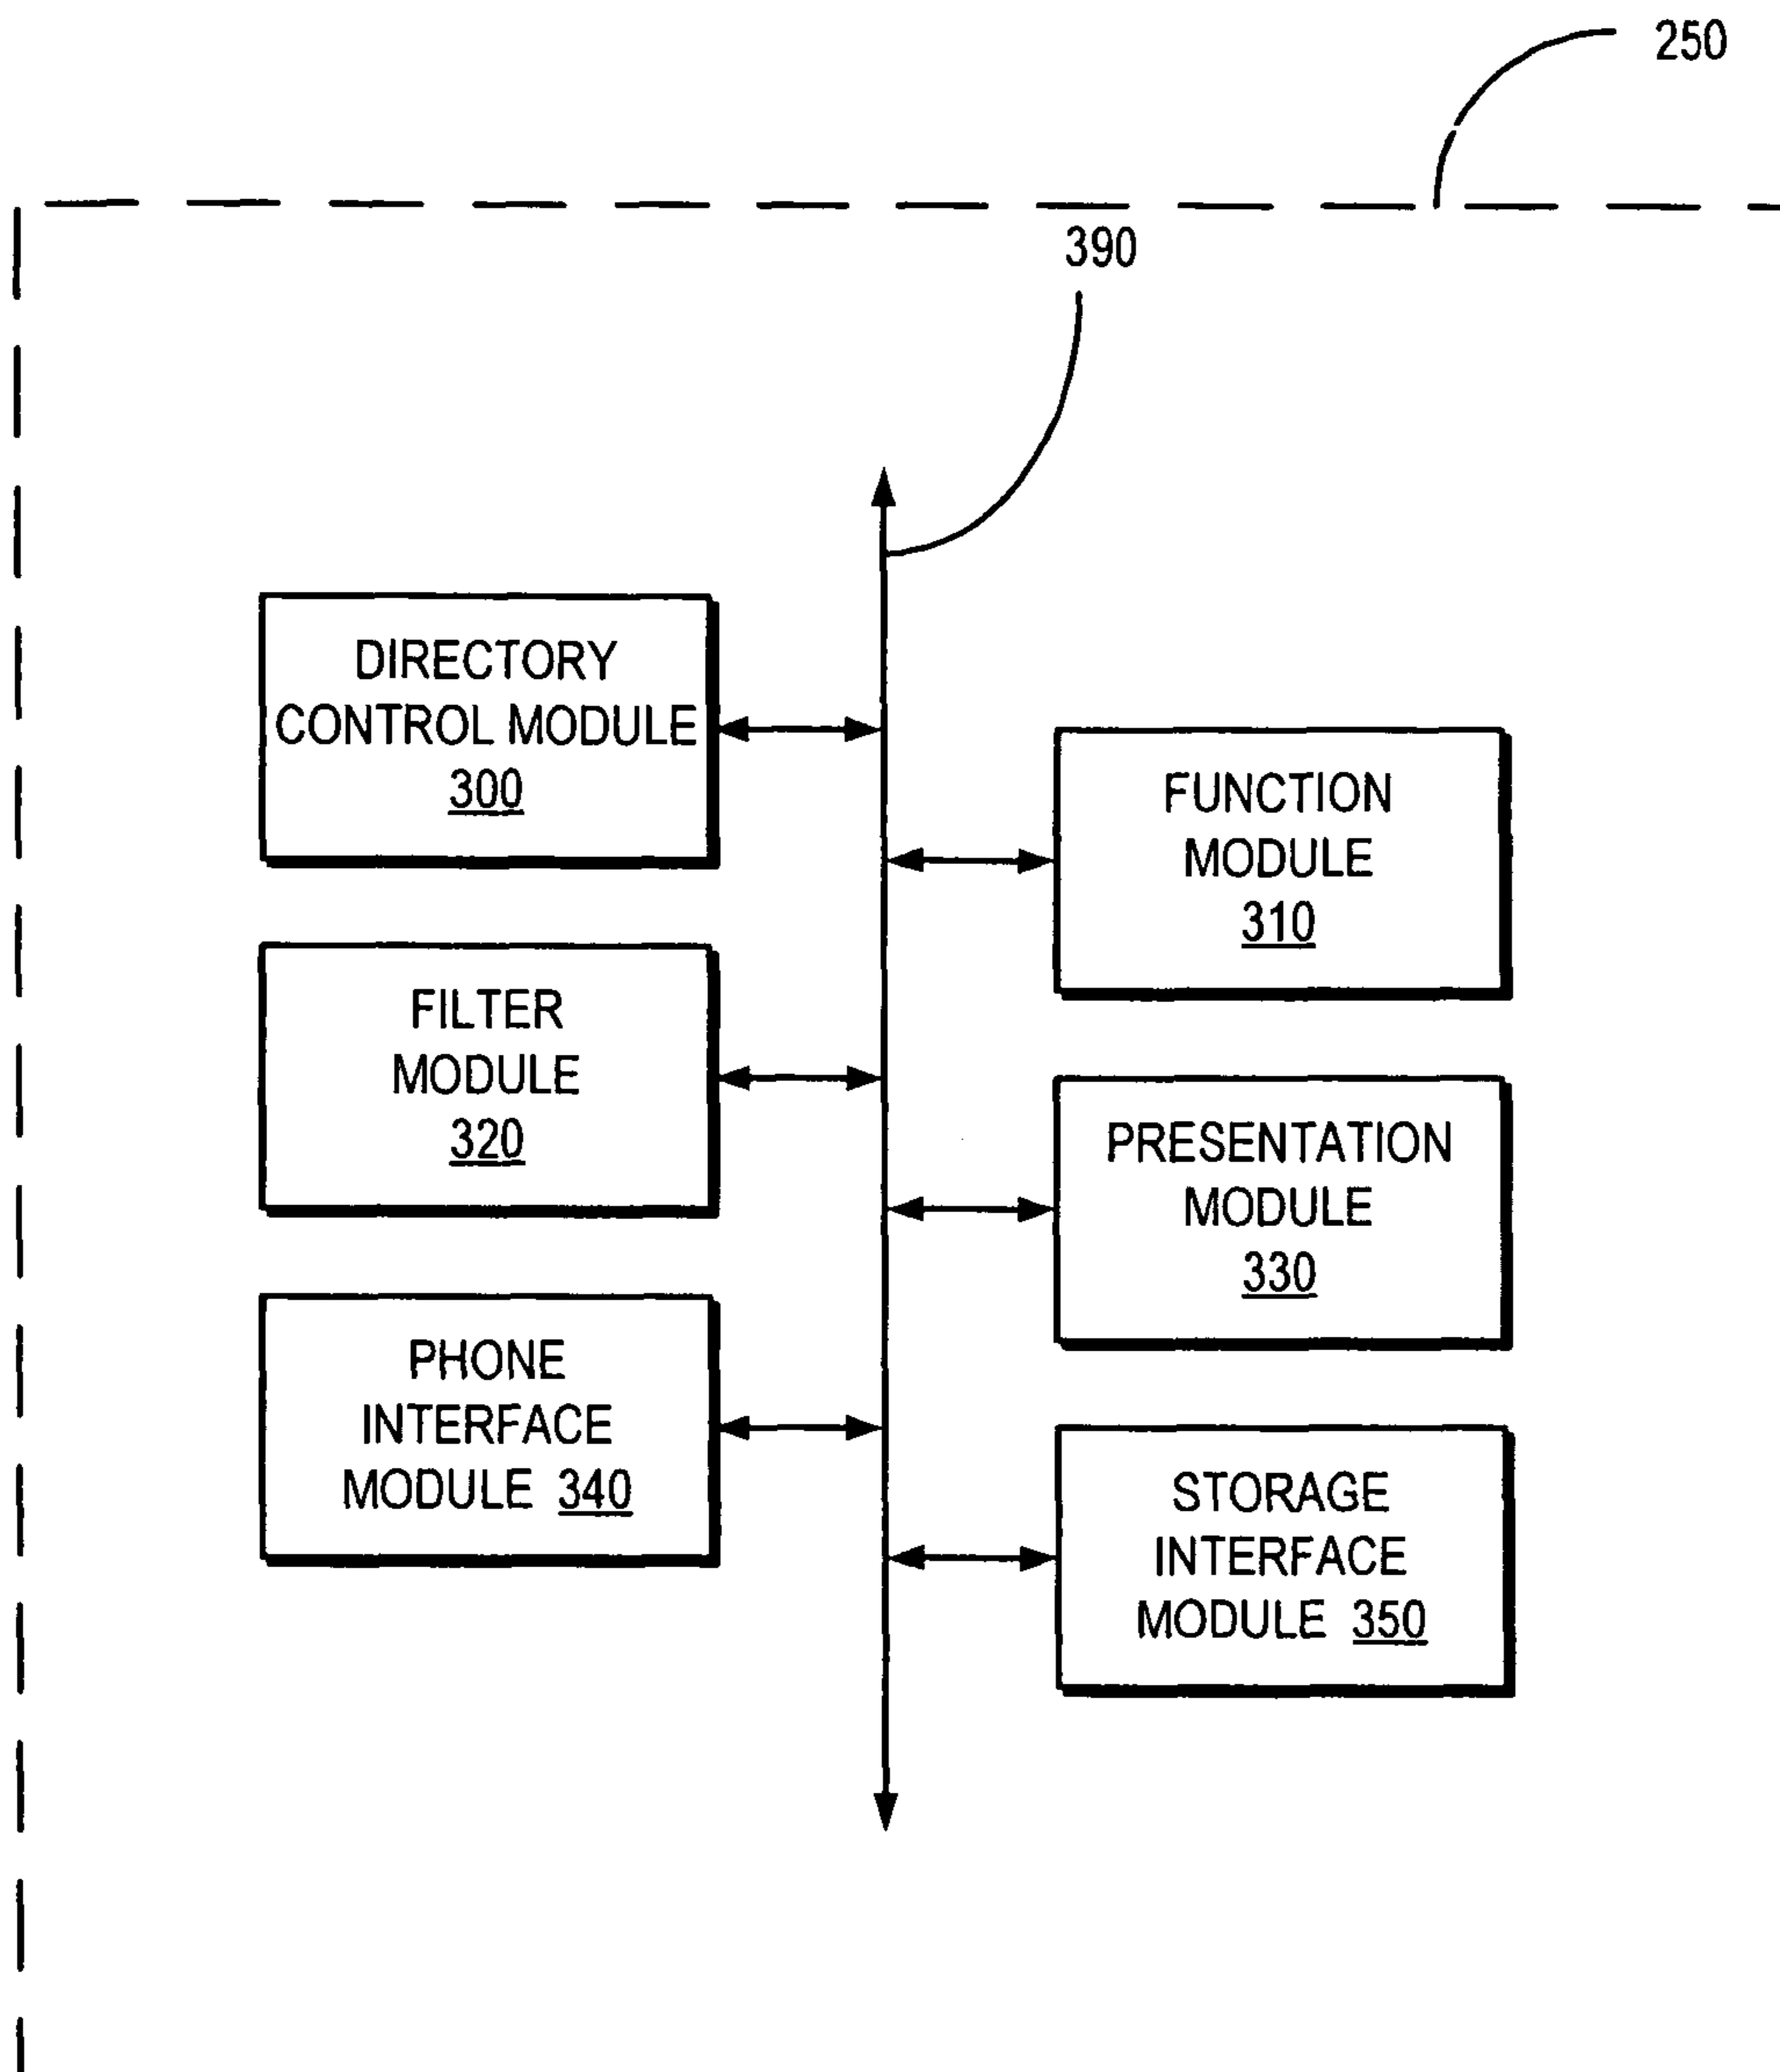 250
390
DIRECTORY
CONTROL MODULE
300
FUNCTION
MODULE
310
FILTER
MODULE
320
PRESENTATION
MODULE
330
PHONE
INTERFACE
MODULE 340
STORAGE
INTERFACE
MODULE 350